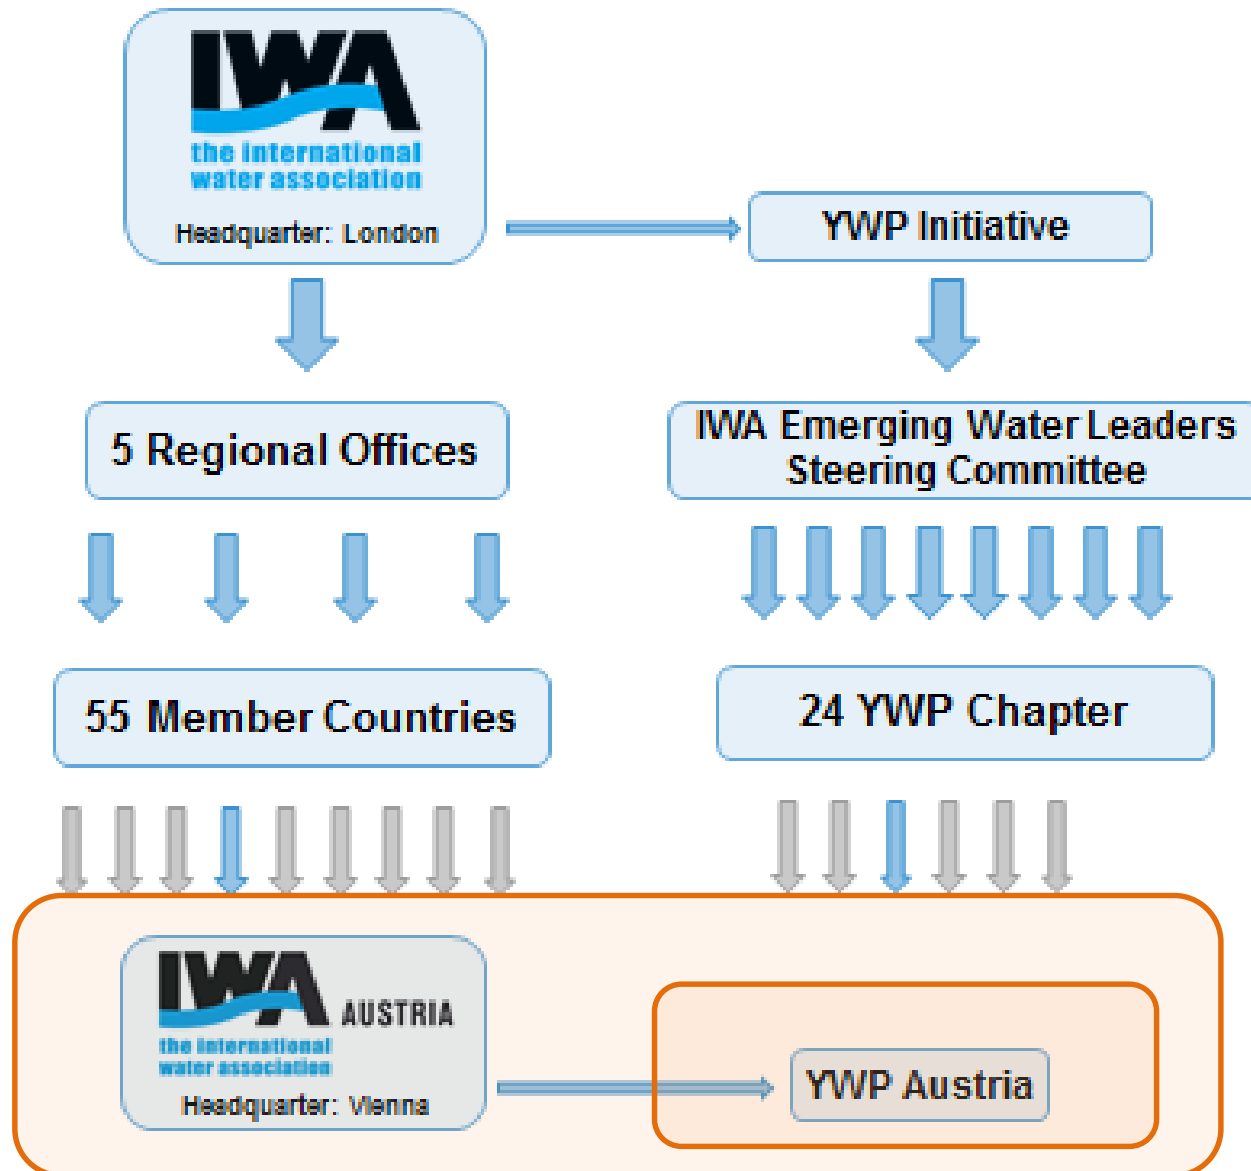 IWA
the international
water association
Headquarter: London
YWP Initiative
5 Regional Offices
IWA Emerging Water Leaders
Steering Committee
55 Member Countries
24 YWP Chapter
IWA AUSTRIA
the international
water association
Headquarter: Vienna
YWP Austria